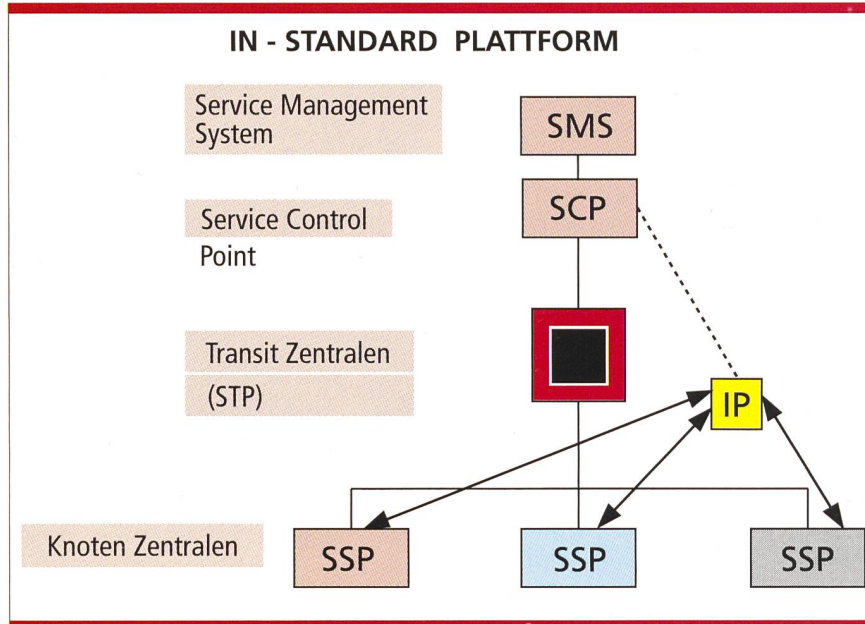 IN - STANDARD PLATTFORM
Service Management
System
SMS
Service Control
Point
SCP
Transit Zentralen
(STP)
IP
Knoten Zentralen
SSP
SSP
SSP